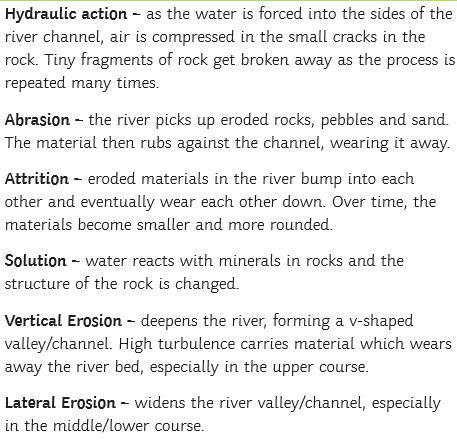 Hydraulic action – as the water is forced into the sides of the
river channel, air is compressed in the small cracks in the
rock. Tiny fragments of rock get broken away as the process is
repeated many times.
Abrasion – the river picks up eroded rocks, pebbles and sand.
The material then rubs against the channel, wearing it away.
Attrition – eroded materials in the river bump into each
other and eventually wear each other down. Over time, the
materials become smaller and more rounded.
Solution – water reacts with minerals in rocks and the
structure of the rock is changed.
Vertical Erosion – deepens the river, forming a v-shaped
valley/channel. High turbulence carries material which wears
away the river bed, especially in the upper course.
Lateral Erosion – widens the river valley/channel, especially
in the middle/lower course.